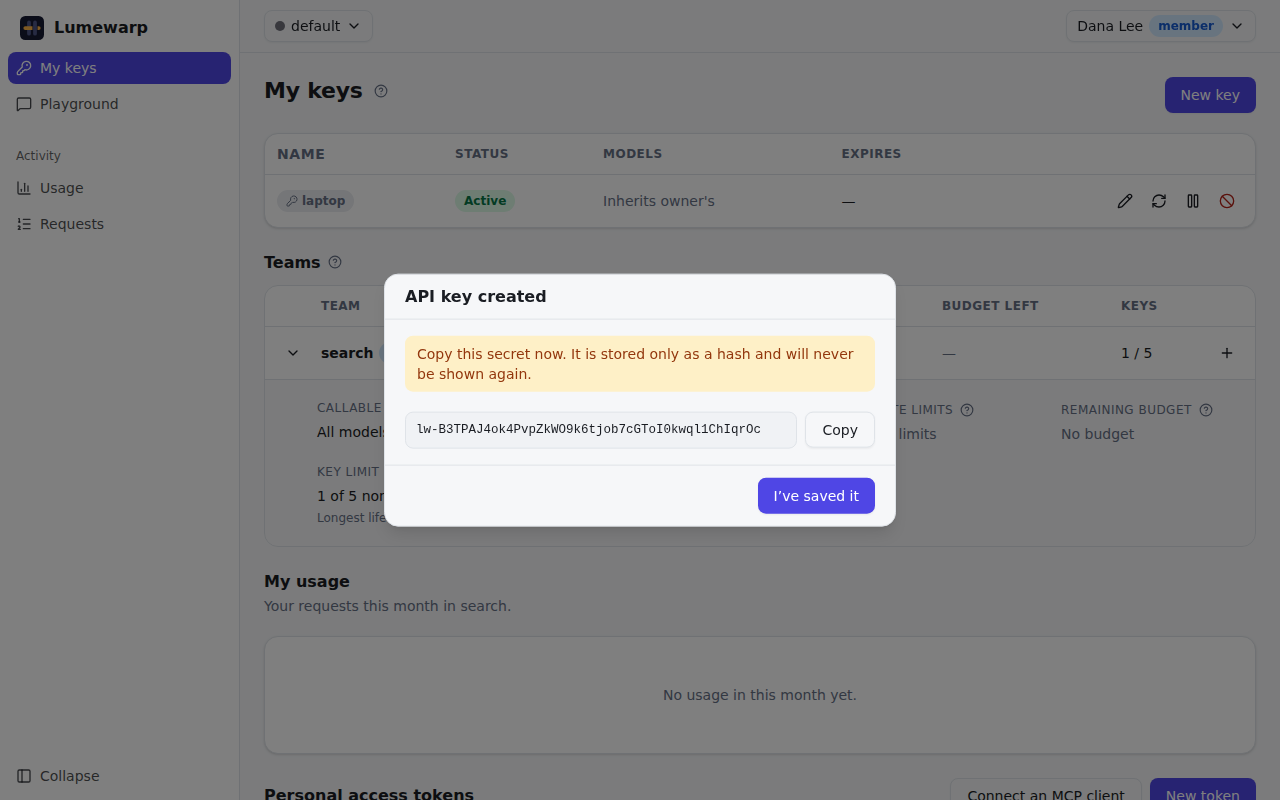 Lumewarp
My keys
Playground
Activity
Usage
Requests
Collapse
default
Dana Lee member
My keys
New key
NAME STATUS MODELS EXPIRES
laptop Active Inherits owner's —
Teams
TEAM BUDGET LEFT KEYS
search — 1 / 5
CALLABLE LIMITS REMAINING BUDGET
All limits No budget
KEY LIMIT
1 of 5
Longest
API key created
Copy this secret now. It is stored only as a hash and will never
be shown again.
lw-B3TPAJ4ok4PvpZkWO9k6tjob7cGToI0kwql1ChIqrOc
Copy
I’ve saved it
My usage
Your requests this month in search.
No usage in this month yet.
Personal access tokens
Connect an MCP client
New token